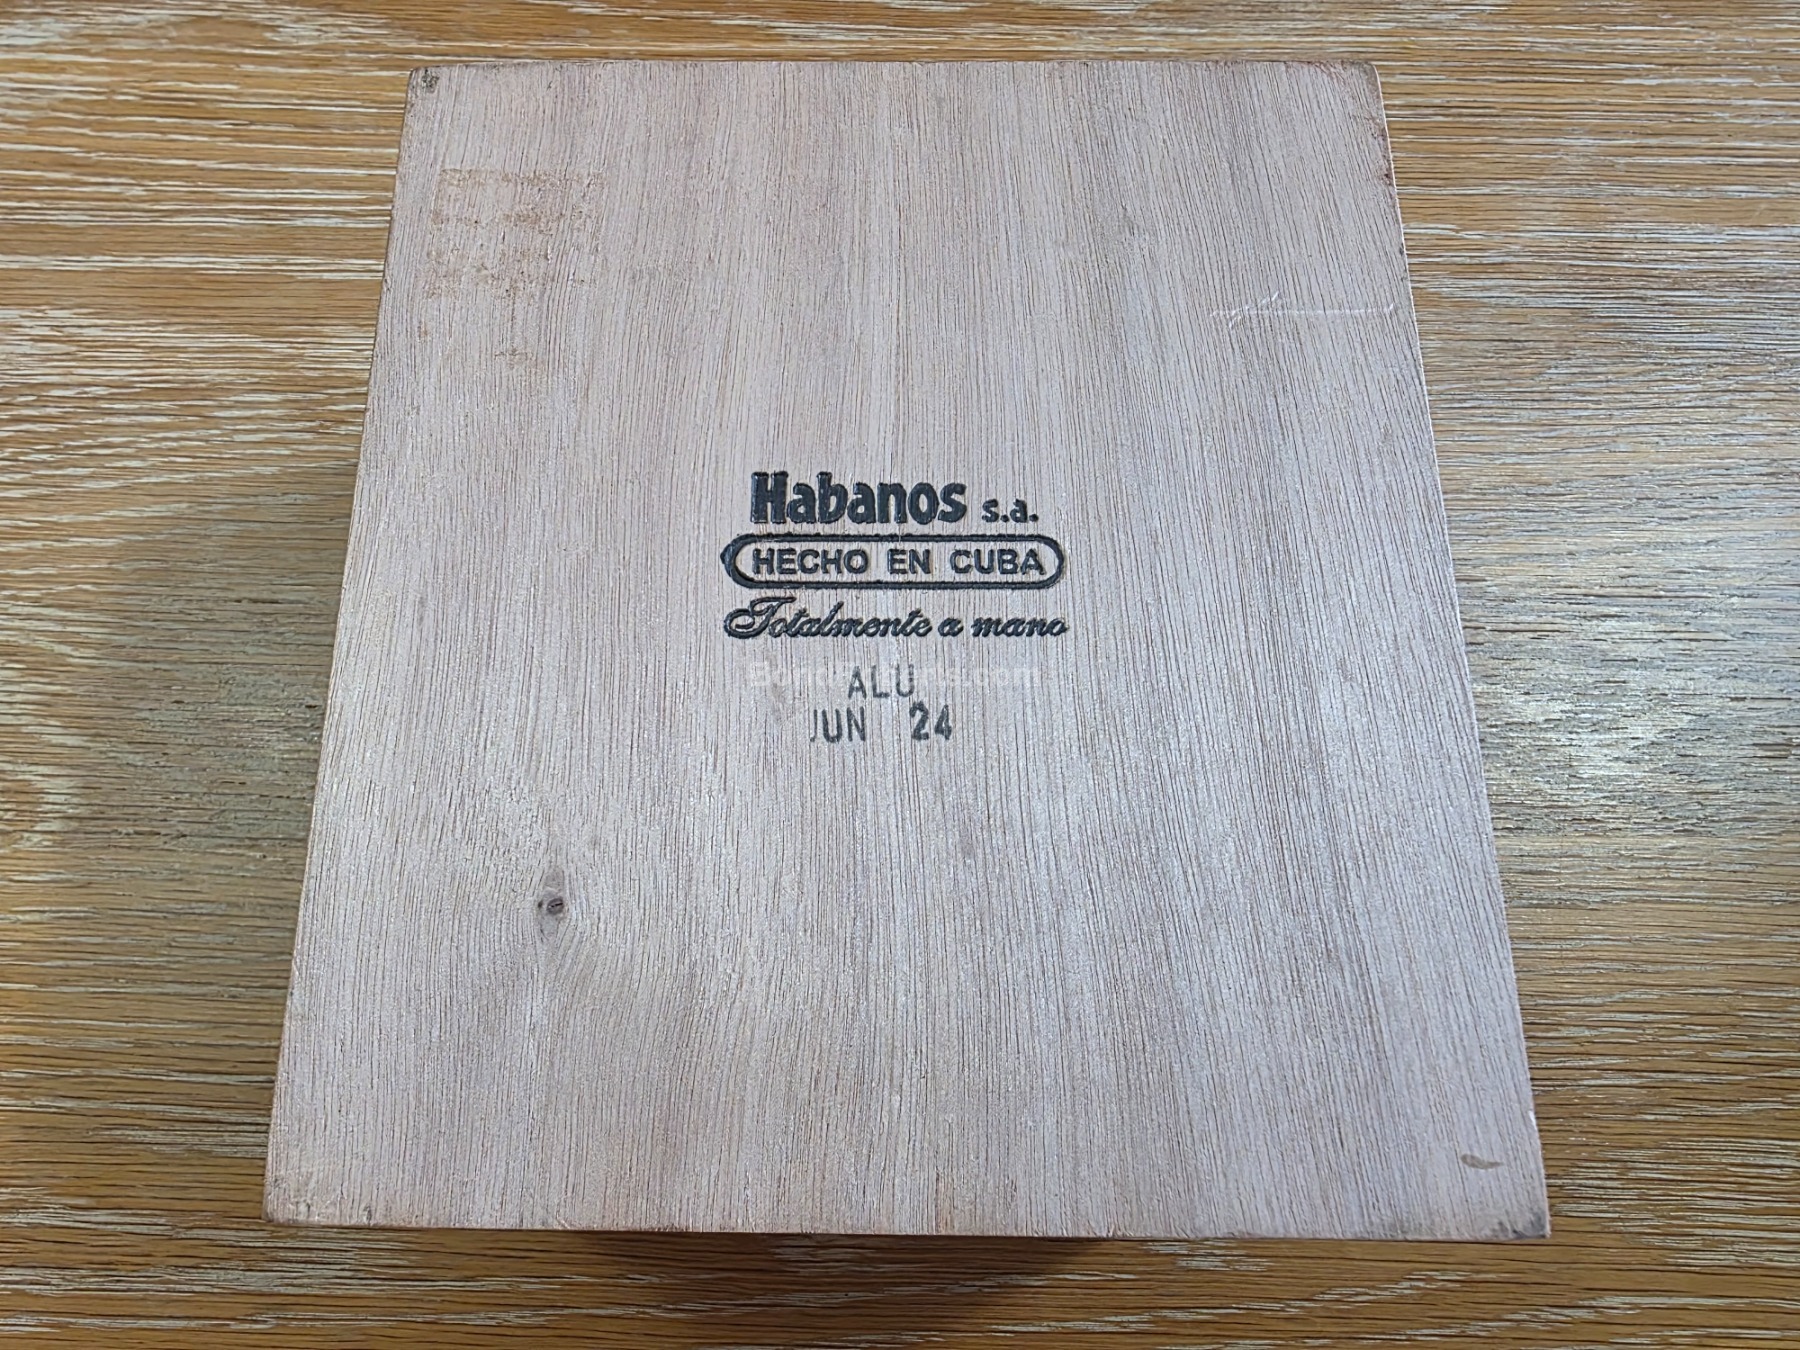 Habanos s.a.
HECHO EN CUBA
Totalmente a mano
ALU
JUN 24